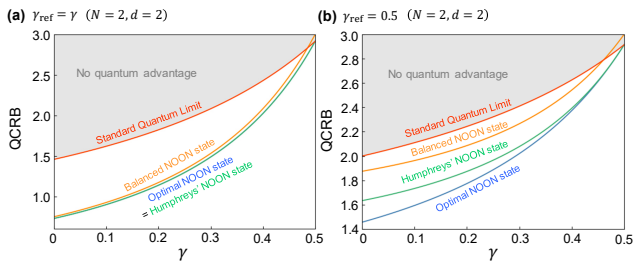 (a) γref = γ (N = 2, d = 2)
QCRB
3.0
2.5
2.0
1.5
1.0
No quantum advantage
Standard Quantum Limit
Balanced NOON state
Optimal NOON state
= Humphreys' NOON state
0
0.1
0.2
0.3
0.4
0.5
γ
(b) γref = 0.5 (N = 2, d = 2)
QCRB
3.0
2.8
2.6
2.4
2.2
2.0
1.8
1.6
1.4
No quantum advantage
Standard Quantum Limit
Balanced NOON state
Humphreys' NOON state
Optimal NOON state
0
0.1
0.2
0.3
0.4
0.5
γ